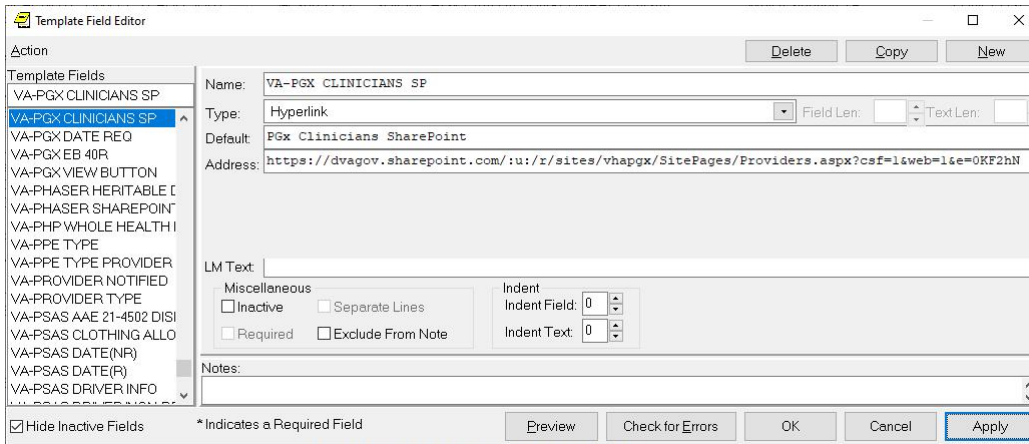 Template Field Editor
Action
Delete
Copy
New
Template Fields
VA-PGX CLINICIANS SP
VA-PGX CLINICIANS SP
VA-PGX DATE REQ
VA-PGX EB 40R
VA-PGX VIEW BUTTON
VA-PHASER HERITABLE
VA-PHASER SHAREPOINT
VA-PHP WHOLE HEALTH
VA-PPE TYPE
VA-PPE TYPE PROVIDER
VA-PROVIDER NOTIFIED
VA-PROVIDER TYPE
VA-PSAS AAE 21-4502 DISI
VA-PSAS CLOTHING ALLO
VA-PSAS DATE(NR)
VA-PSAS DATE(R)
VA-PSAS DRIVER INFO
Name: VA-PGX CLINICIANS SP
Type: Hyperlink
Field Len:
Text Len:
Default: PGx Clinicians SharePoint
Address: https://dvagov.sharepoint.com/:u:/r/sites/vhapgx/SitePages/Providers.aspx?csf=1&web=1&e=0KF2hN
LM Text:
Miscellaneous
Inactive
Separate Lines
Required
Exclude From Note
Indent
Indent Field: 0
Indent Text: 0
Notes:
Hide Inactive Fields
* Indicates a Required Field
Preview
Check for Errors
OK
Cancel
Apply